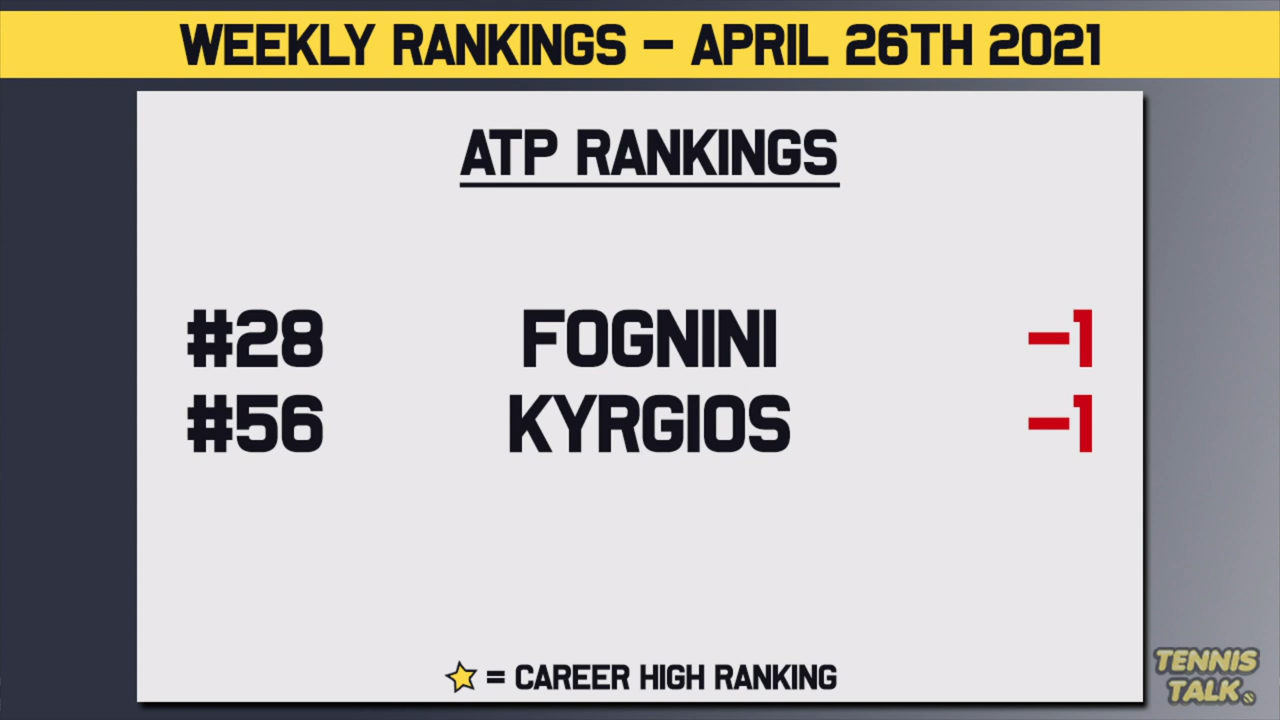 WEEKLY RANKINGS – APRIL 26TH 2021
ATP RANKINGS
#28 FOGNINI –1
#56 KYRGIOS –1
= CAREER HIGH RANKING
TENNIS
TALK